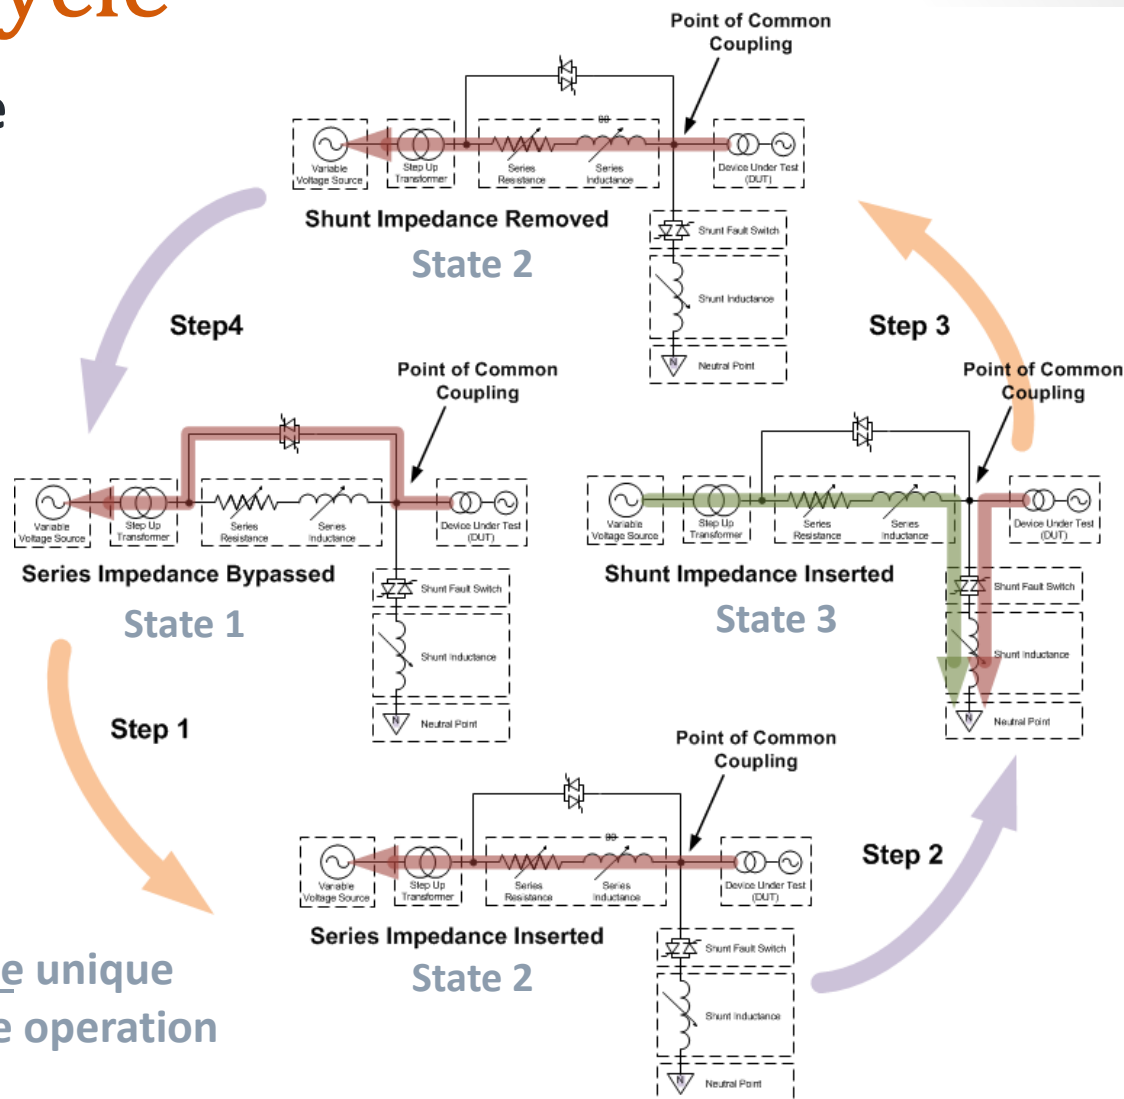 ycle
e
Point of Common
Coupling
Variable
Voltage Source
Step Up
Transformer
Series
Resistance
Series
Inductance
Device Under Test
(DUT)
Shunt Impedance Removed
State 2
Shunt Fault Switch
Shunt Inductance
N
Neutral Point
Step4
Step 3
Point of Common
Coupling
Variable
Voltage Source
Step Up
Transformer
Series
Resistance
Series
Inductance
Device Under Test
(DUT)
Series Impedance Bypassed
State 1
Shunt Fault Switch
Shunt Inductance
N
Neutral Point
Point of Common
Coupling
Variable
Voltage Source
Step Up
Transformer
Series
Resistance
Series
Inductance
Device Under Test
(DUT)
Shunt Impedance Inserted
State 3
Shunt Fault Switch
Shunt Inductance
N
Neutral Point
Step 1
Step 2
Point of Common
Coupling
Variable
Voltage Source
Step Up
Transformer
Series
Resistance
Series
Inductance
Device Under Test
(DUT)
Series Impedance Inserted
State 2
Shunt Fault Switch
Shunt Inductance
N
Neutral Point
e unique
e operation